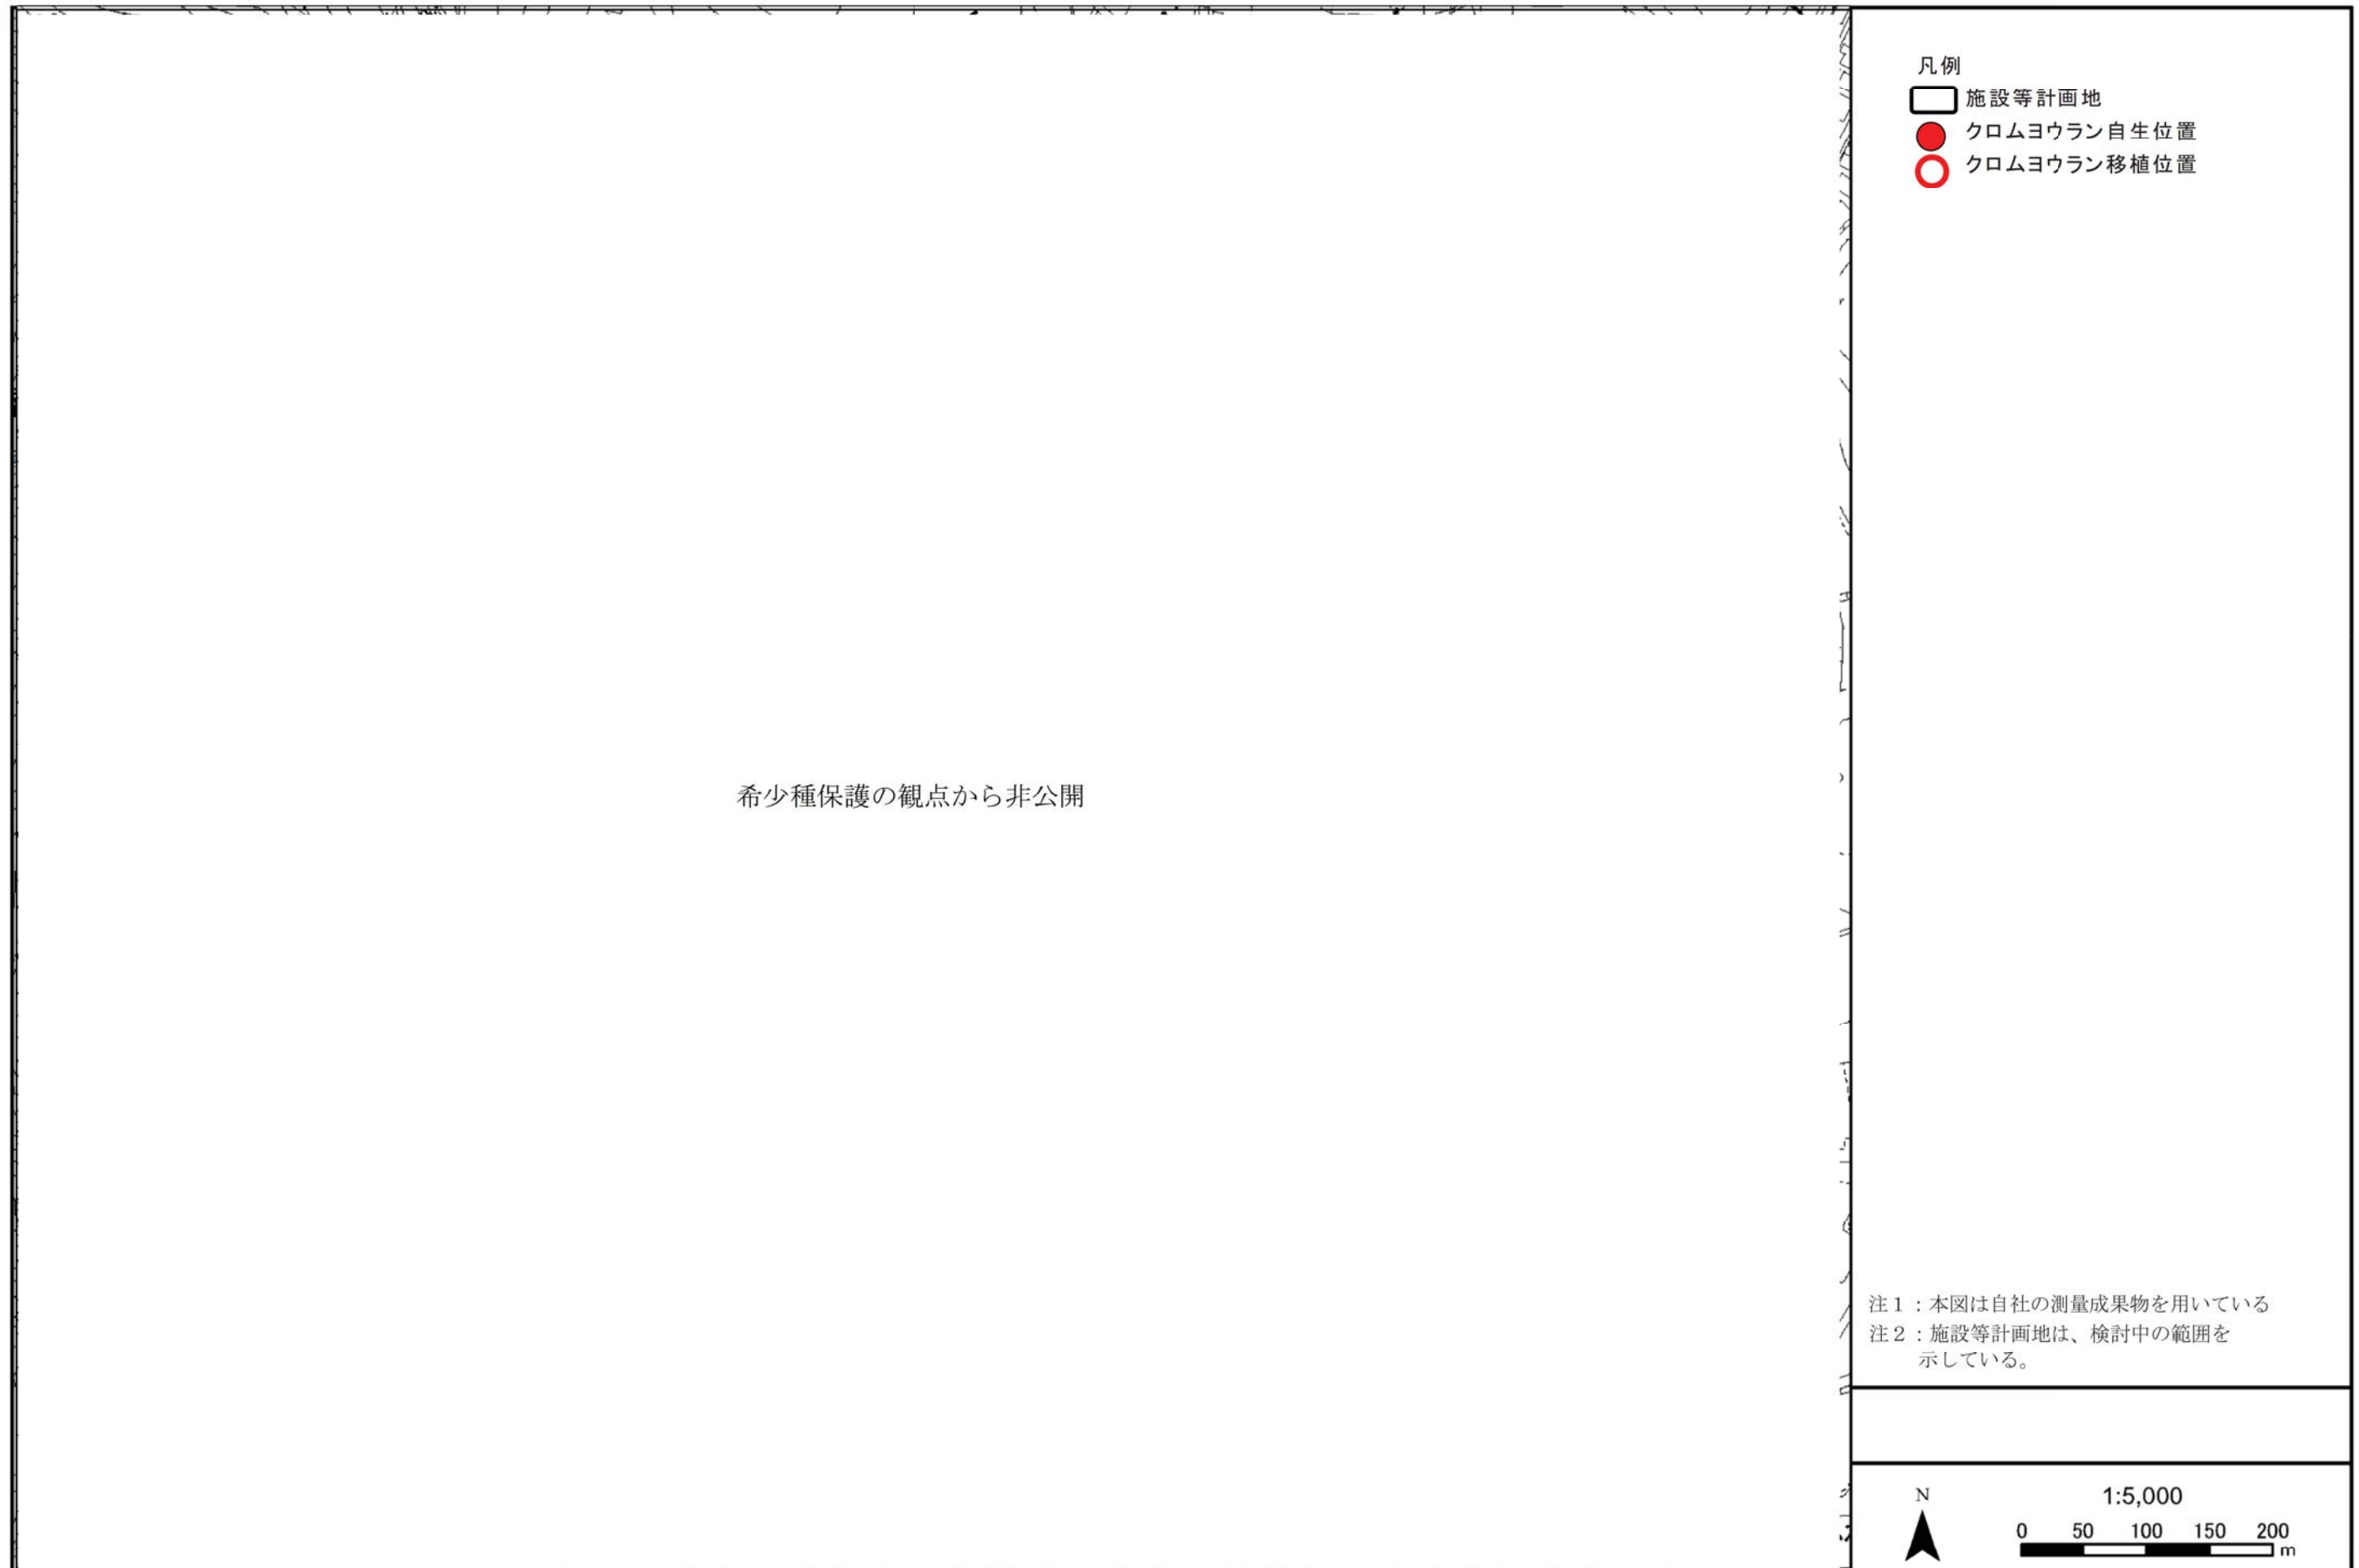 凡例
施設等計画地
クロムヨウラン自生位置
クロムヨウラン移植位置
希少種保護の観点から非公開
注１：本図は自社の測量成果物を用いている
注２：施設等計画地は、検討中の範囲を
示している。
N
1:5,000
0 50 100 150 200
m